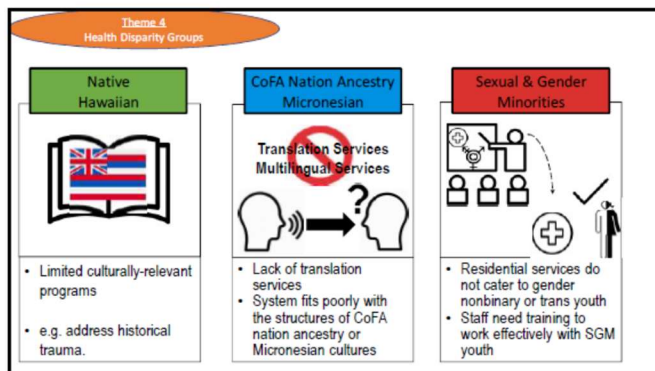 Theme 4
Health Disparity Groups
Native
Hawaiian
• Limited culturally-relevant
programs
• e.g. address historical
trauma.
CoFA Nation Ancestry
Micronesian
Translation Services
Multilingual Services
?
• Lack of translation
services
• System fits poorly with
the structures of CoFA
nation ancestry or
Micronesian cultures
Sexual & Gender
Minorities
• Residential services do
not cater to gender
nonbinary or trans youth
• Staff need training to
work effectively with SGM
youth